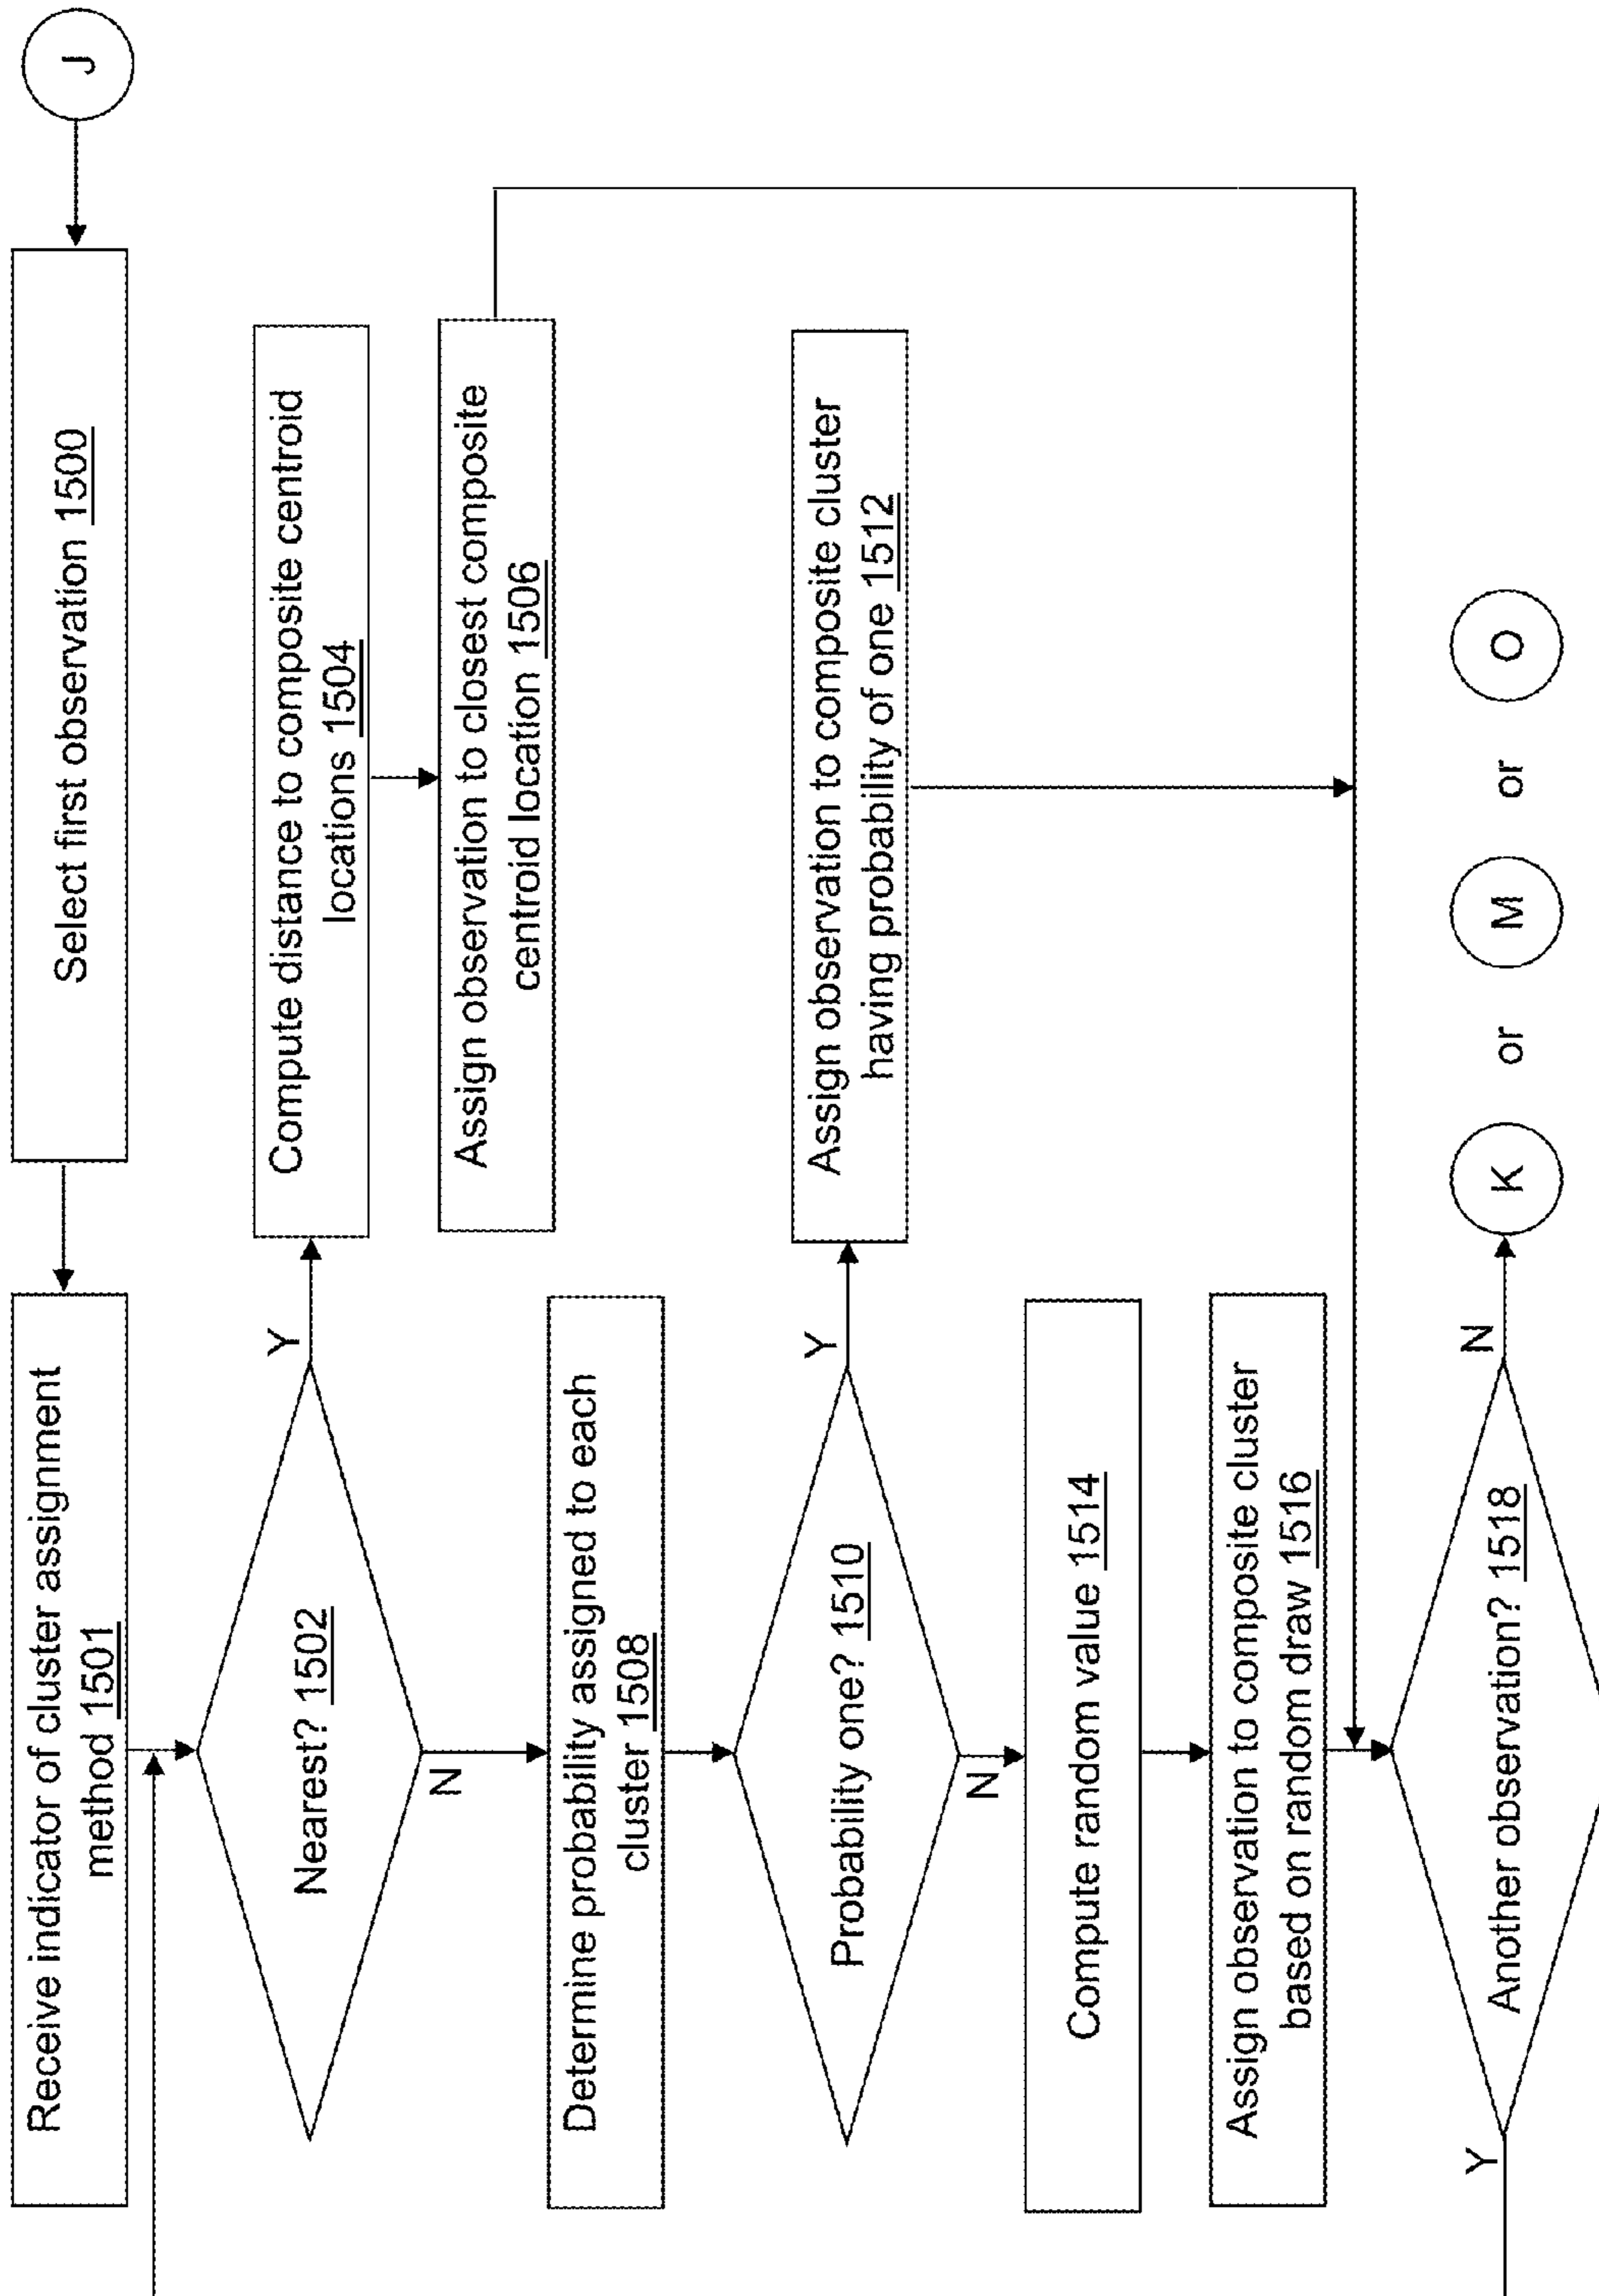 J
Select first observation 1500
Receive indicator of cluster assignment
method 1501
Nearest? 1502
Y
Compute distance to composite centroid
locations 1504
Assign observation to closest composite
centroid location 1506
N
Determine probability assigned to each
cluster 1508
Probability one? 1510
Y
Assign observation to composite cluster
having probability of one 1512
N
Compute random value 1514
Assign observation to composite cluster
based on random draw 1516
Another observation? 1518
Y
N
K or M or O